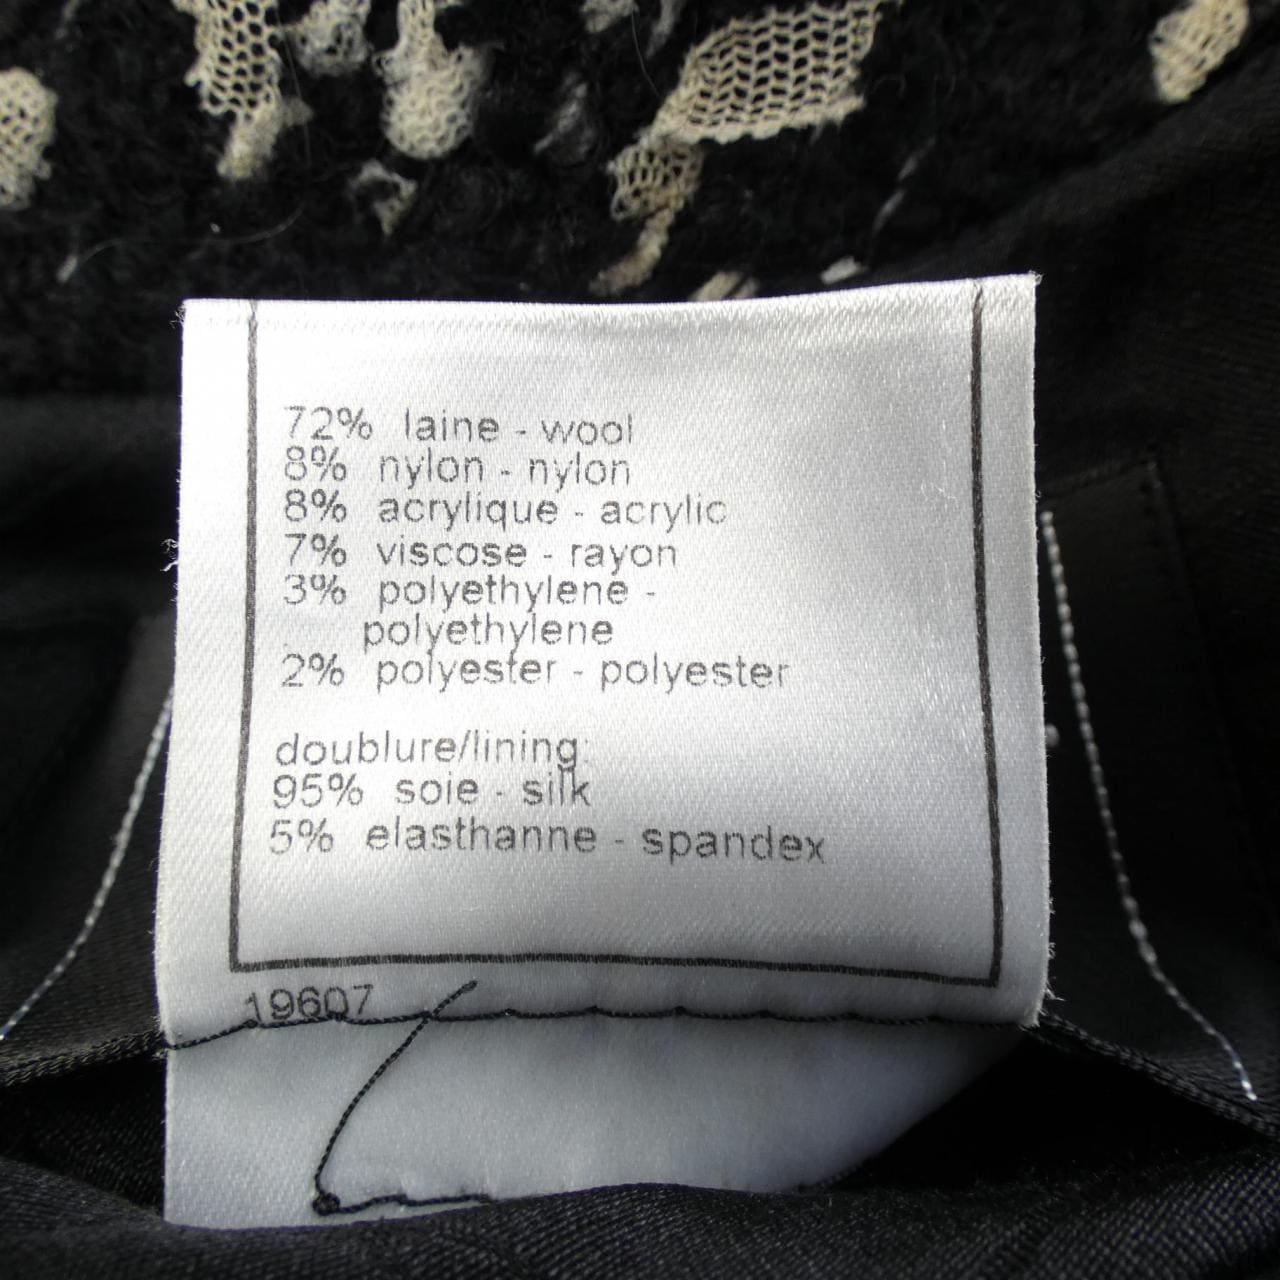 72% laine - wool
8% nylon - nylon
8% acrylique - acrylic
7% viscose - rayon
3% polyethylene -
polyethylene
2% polyester - polyester
doublure/lining:
95% soie - silk
5% elasthanne - spandex
19607